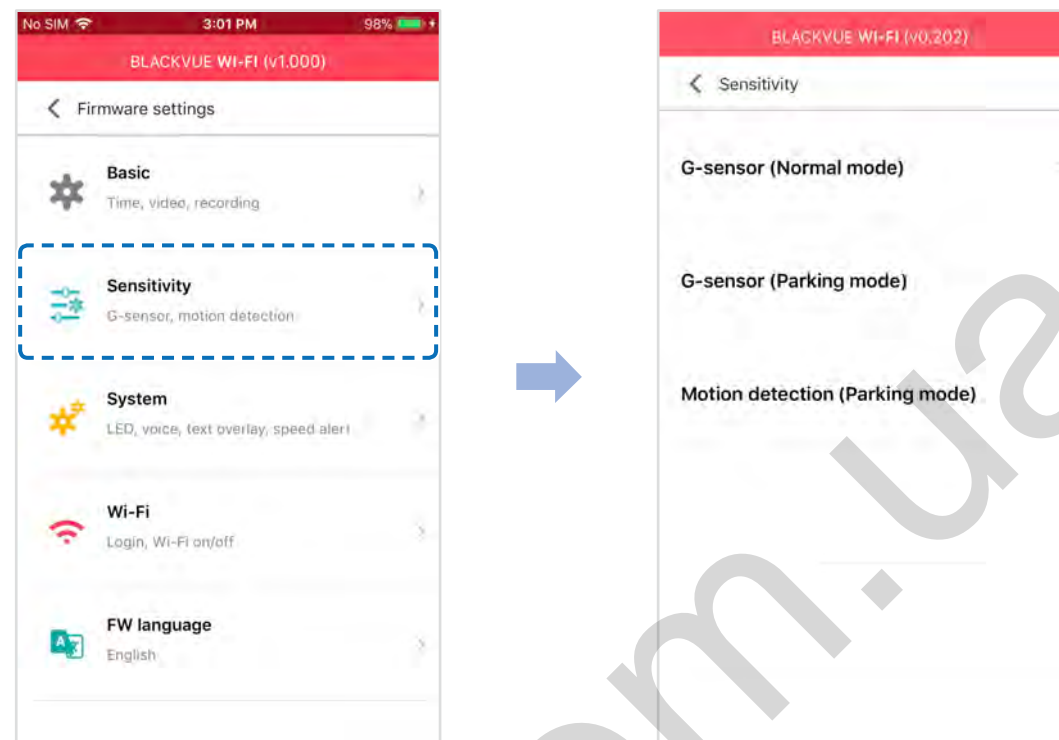 No SIM 3:01 PM 98%
BLACKVUE WI-FI (v1.000)
Firmware settings
Basic
Time, video, recording
Sensitivity
G-sensor, motion detection
System
LED, voice, text overlay, speed alert
Wi-Fi
Login, Wi-Fi on/off
FW language
English
BLACKVUE WI-FI (v0.202)
Sensitivity
G-sensor (Normal mode)
G-sensor (Parking mode)
Motion detection (Parking mode)
om.ua